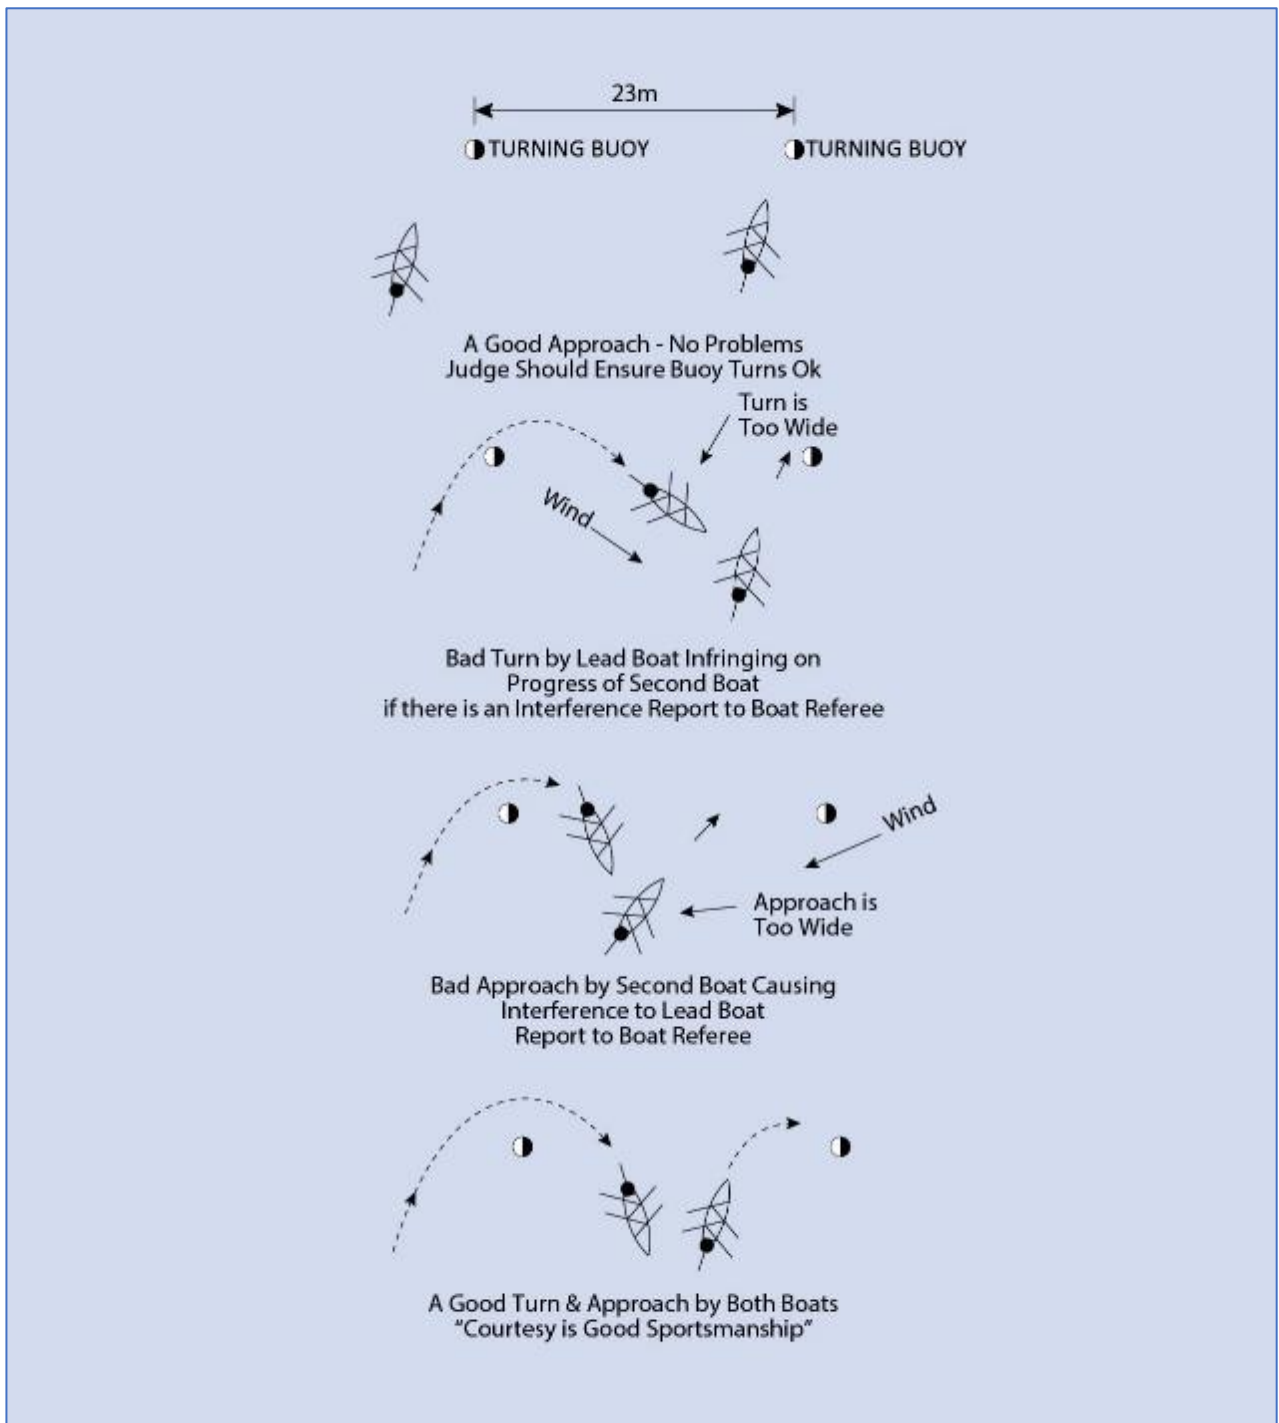 23m
TURNING BUOY
TURNING BUOY
A Good Approach - No Problems
Judge Should Ensure Buoy Turns Ok
Turn is
Too Wide
Wind
Bad Turn by Lead Boat Infringing on
Progress of Second Boat
if there is an Interference Report to Boat Referee
Wind
Approach is
Too Wide
Bad Approach by Second Boat Causing
Interference to Lead Boat
Report to Boat Referee
A Good Turn & Approach by Both Boats
“Courtesy is Good Sportsmanship”